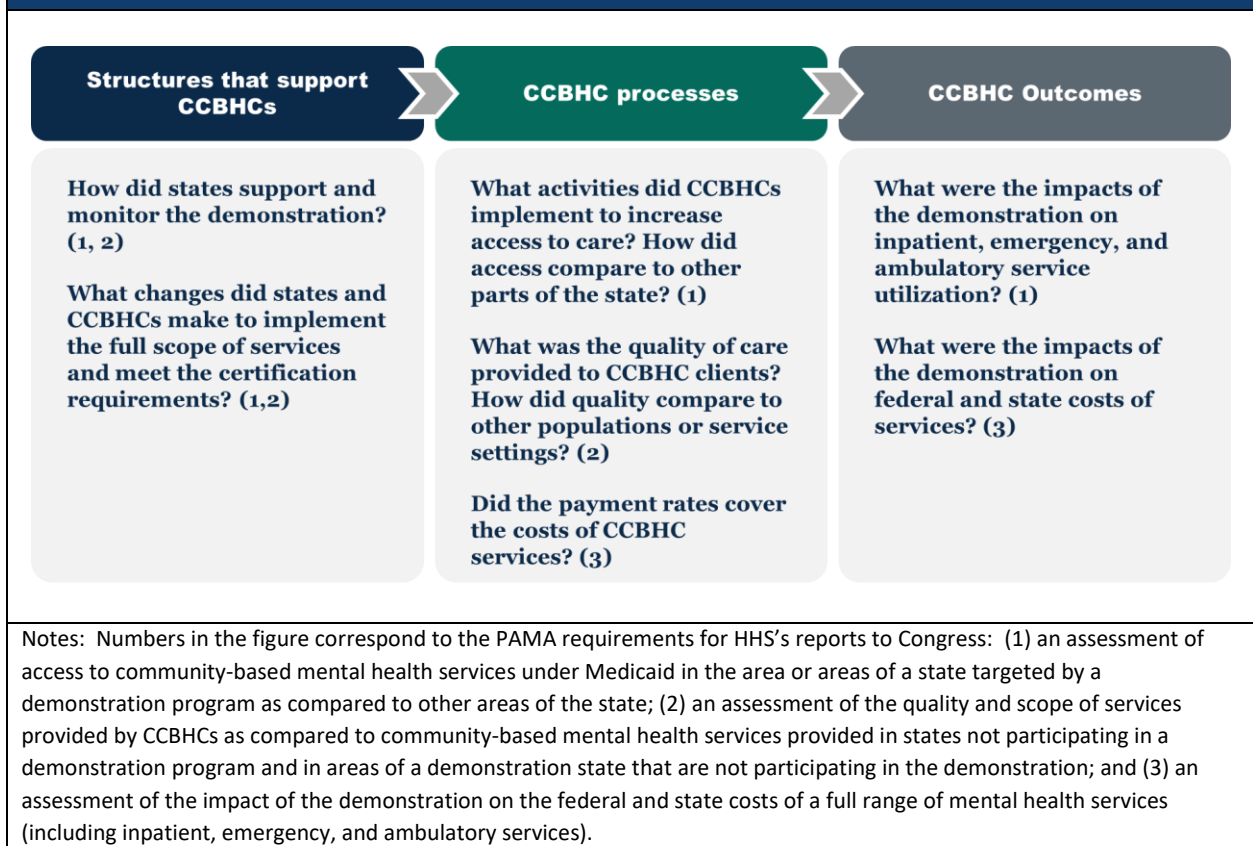 Structures that support
CCBHCs
CCBHC processes
CCBHC Outcomes
How did states support and
monitor the demonstration?
(1, 2)
What changes did states and
CCBHCs make to implement
the full scope of services
and meet the certification
requirements? (1,2)
What activities did CCBHCs
implement to increase
access to care? How did
access compare to other
parts of the state? (1)
What was the quality of care
provided to CCBHC clients?
How did quality compare to
other populations or service
settings? (2)
Did the payment rates cover
the costs of CCBHC
services? (3)
What were the impacts of
the demonstration on
inpatient, emergency, and
ambulatory service
utilization? (1)
What were the impacts of
the demonstration on
federal and state costs of
services? (3)
Notes: Numbers in the figure correspond to the PAMA requirements for HHS's reports to Congress: (1) an assessment of
access to community-based mental health services under Medicaid in the area or areas of a state targeted by a
demonstration program as compared to other areas of the state; (2) an assessment of the quality and scope of services
provided by CCBHCs as compared to community-based mental health services provided in states not participating in a
demonstration program and in areas of a demonstration state that are not participating in the demonstration; and (3) an
assessment of the impact of the demonstration on the federal and state costs of a full range of mental health services
(including inpatient, emergency, and ambulatory services).